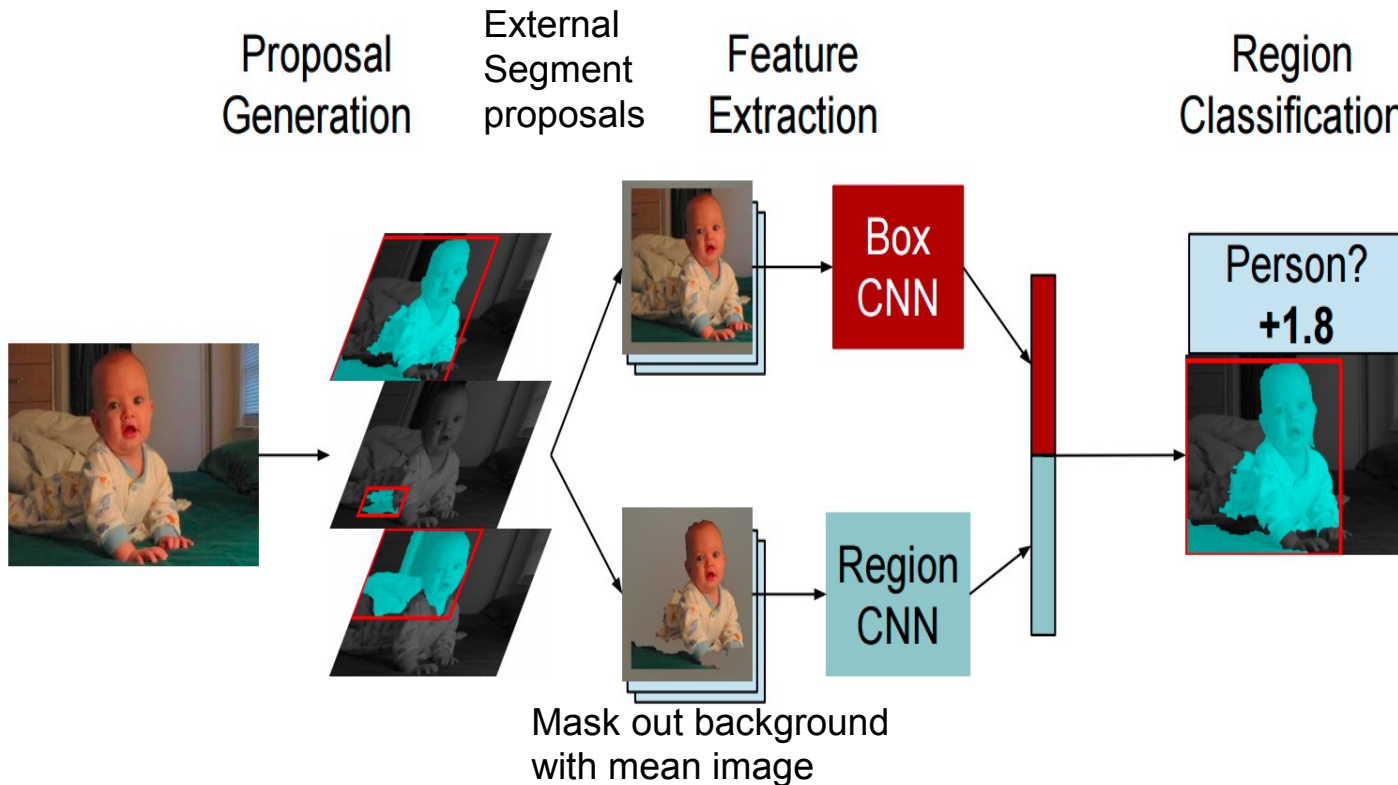 Proposal
Generation
External
Segment
proposals
Feature
Extraction
Region
Classification
Box
CNN
Person?
+1.8
Region
CNN
Mask out background
with mean image